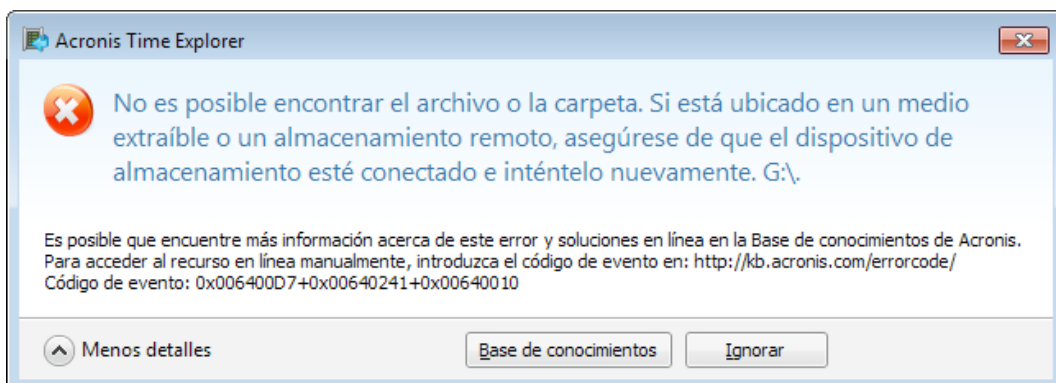 Acronis Time Explorer
No es posible encontrar el archivo o la carpeta. Si está ubicado en un medio
extraíble o un almacenamiento remoto, asegúrese de que el dispositivo de
almacenamiento esté conectado e inténtelo nuevamente. G:\.
Es posible que encuentre más información acerca de este error y soluciones en línea en la Base de conocimientos de Acronis.
Para acceder al recurso en línea manualmente, introduzca el código de evento en: http://kb.acronis.com/errorcode/
Código de evento: 0x006400D7+0x00640241+0x00640010
Menos detalles
Base de conocimientos
Ignorar